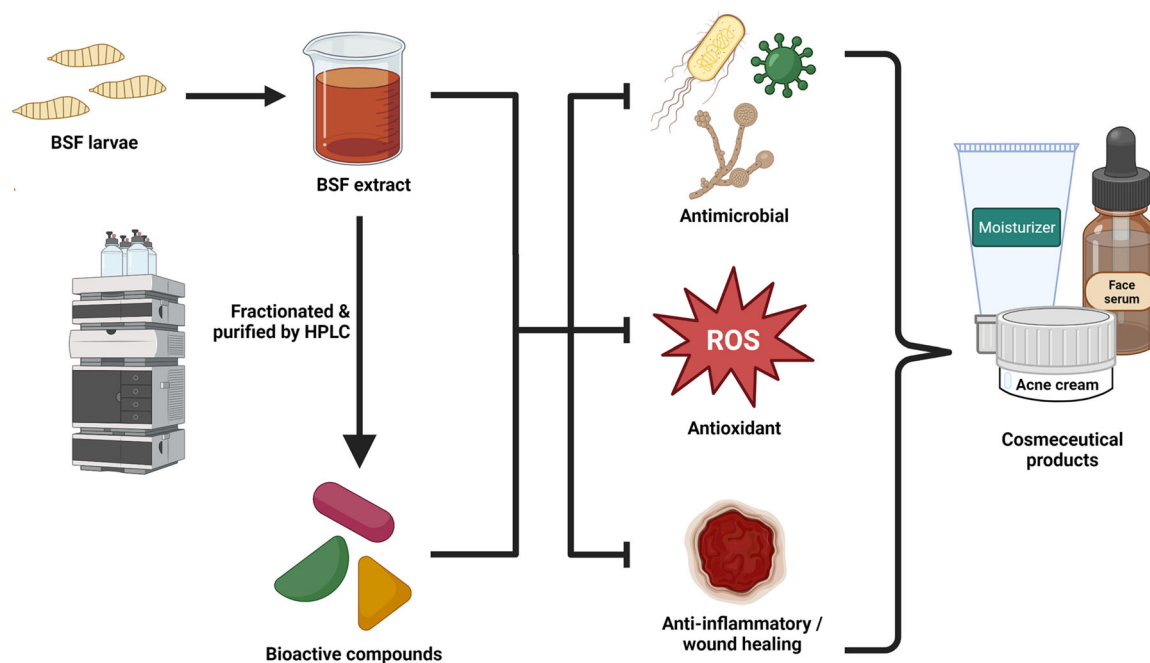 BSF larvae
BSF extract
Fractionated &
purified by HPLC
Bioactive compounds
Antimicrobial
ROS
Antioxidant
Anti-inflammatory /
wound healing
Moisturizer
Face
serum
Acne cream
Cosmeceutical
products